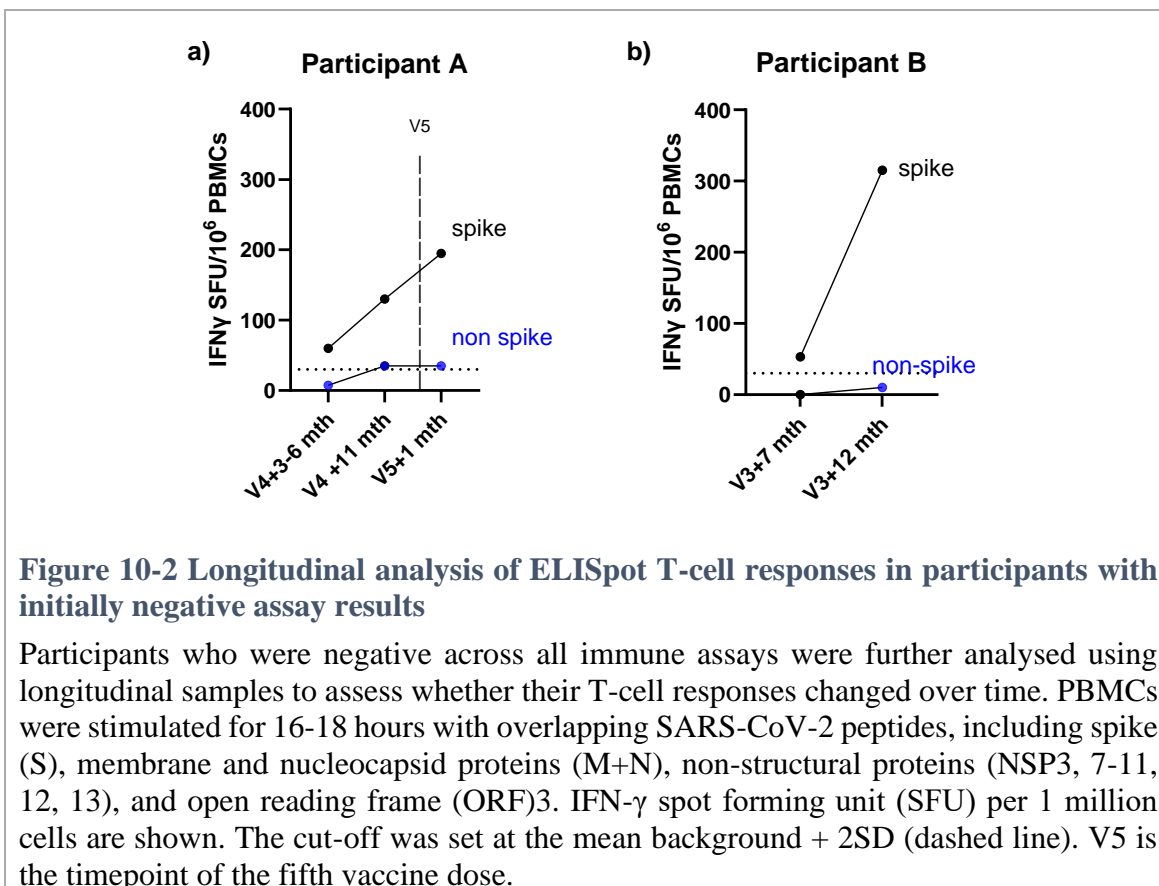 a)
Participant A
IFNγ SFU/10⁶ PBMCs
400
300
200
100
0
V5
spike
non spike
V4+3-6 mth
V4 +11 mth
V5+1 mth
b)
Participant B
IFNγ SFU/10⁶ PBMCs
400
300
200
100
0
spike
non-spike
V3+7 mth
V3+12 mth
Figure 10-2 Longitudinal analysis of ELISpot T-cell responses in participants with
initially negative assay results
Participants who were negative across all immune assays were further analysed using
longitudinal samples to assess whether their T-cell responses changed over time. PBMCs
were stimulated for 16-18 hours with overlapping SARS-CoV-2 peptides, including spike
(S), membrane and nucleocapsid proteins (M+N), non-structural proteins (NSP3, 7-11,
12, 13), and open reading frame (ORF)3. IFN-γ spot forming unit (SFU) per 1 million
cells are shown. The cut-off was set at the mean background + 2SD (dashed line). V5 is
the timepoint of the fifth vaccine dose.